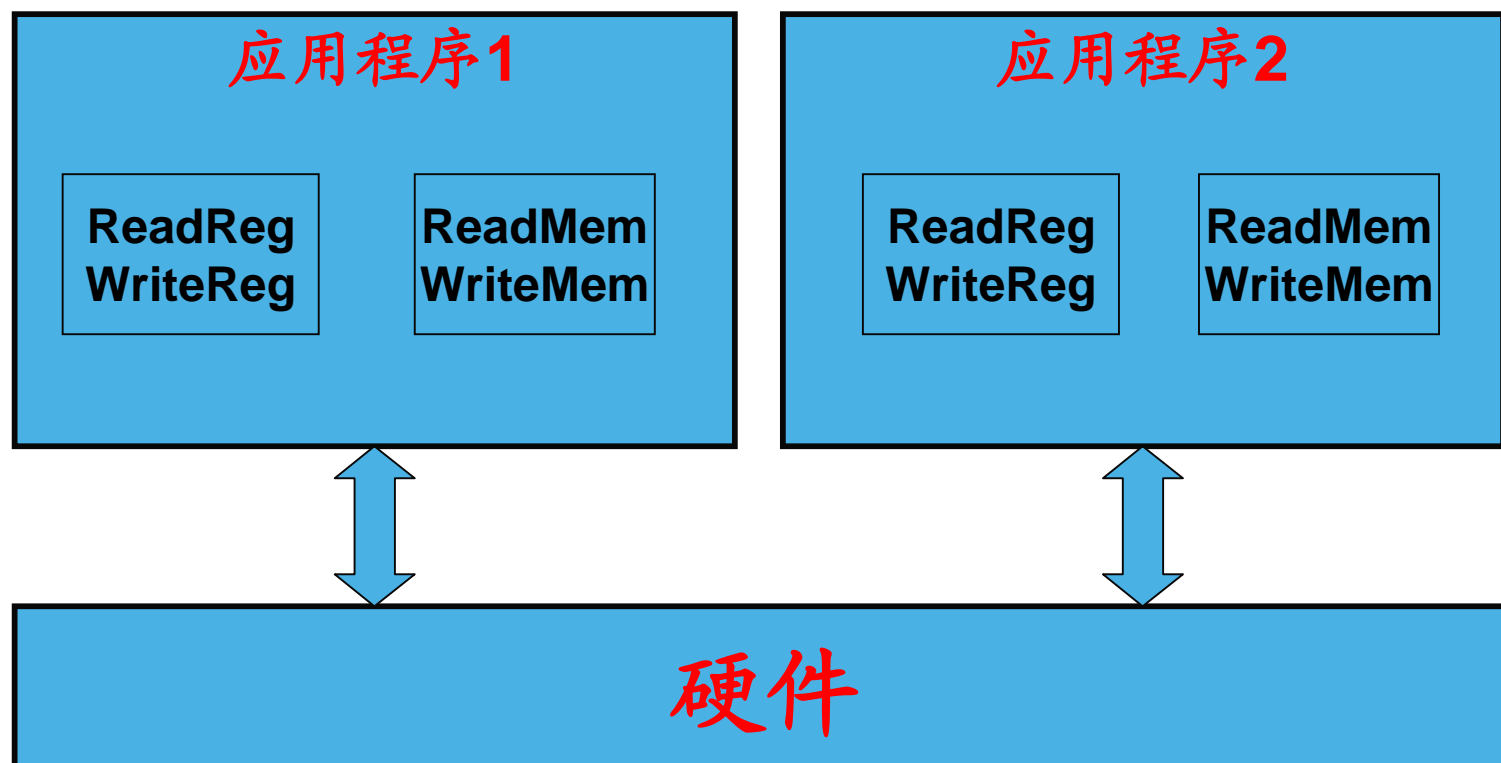 应用程序1
ReadReg
WriteReg
ReadMem
WriteMem
应用程序2
ReadReg
WriteReg
ReadMem
WriteMem
硬件